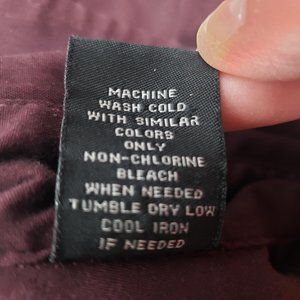 MACHINE
WASH COLD
WITH SIMILAR
COLORS
ONLY
NON-CHLORINE
BLEACH
WHEN NEEDED
TUMBLE DRY LOW
COOL IRON
IF NEEDED